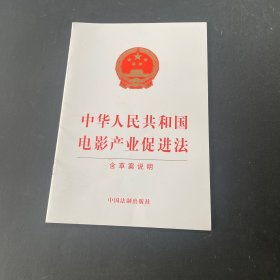 中华人民共和国
电影产业促进法
含草案说明
中国法制出版社